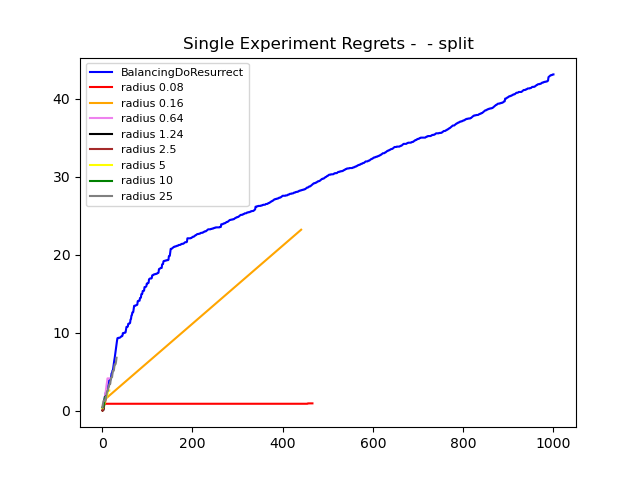 Single Experiment Regrets -  - split
BalancingDoResurrect
radius 0.08
radius 0.16
radius 0.64
radius 1.24
radius 2.5
radius 5
radius 10
radius 25
40
30
20
10
0
0 200 400 600 800 1000